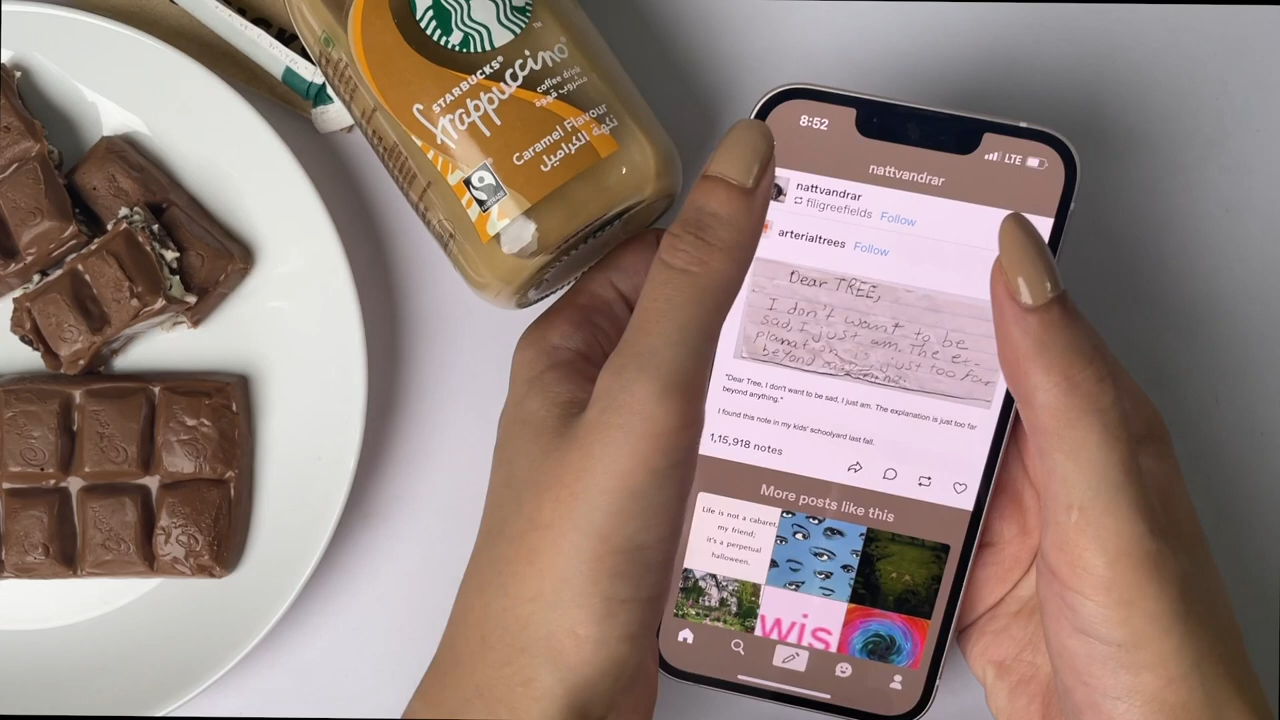 STARBUCKS®
frappuccino®
coffee drink
مشروب قهوة
Caramel Flavour
نكهة الكراميل
FAIRTRADE
TM
8:52
LTE
nattvandrar
nattvandrar
filigreefields Follow
arterialtrees Follow
Dear TREE,
I don't want to be
sad, I just am. The ex-
planation is just too far
beyond
"Dear Tree, I don't want to be sad, I just am. The explanation is just too far
beyond anything."
I found this note in my kids' schoolyard last fall.
1,15,918 notes
More posts like this
Life is not a cabaret,
my friend;
it's a perpetual
halloween.
wis